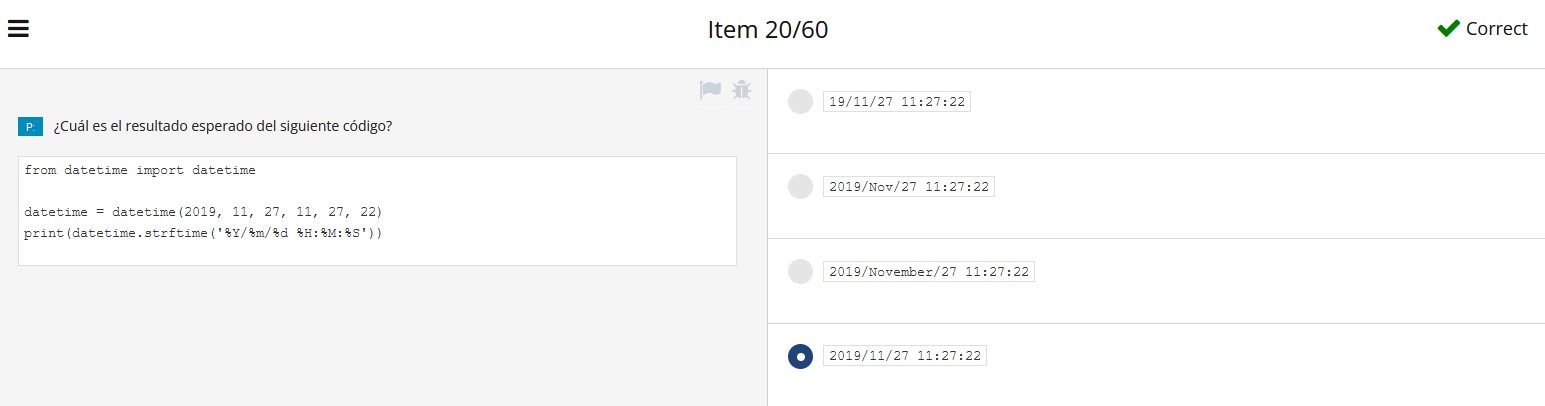 Item 20/60
Correct
P: ¿Cuál es el resultado esperado del siguiente código?
from datetime import datetime
datetime = datetime(2019, 11, 27, 11, 27, 22)
print(datetime.strftime('%Y/%m/%d %H:%M:%S'))
19/11/27 11:27:22
2019/Nov/27 11:27:22
2019/November/27 11:27:22
2019/11/27 11:27:22